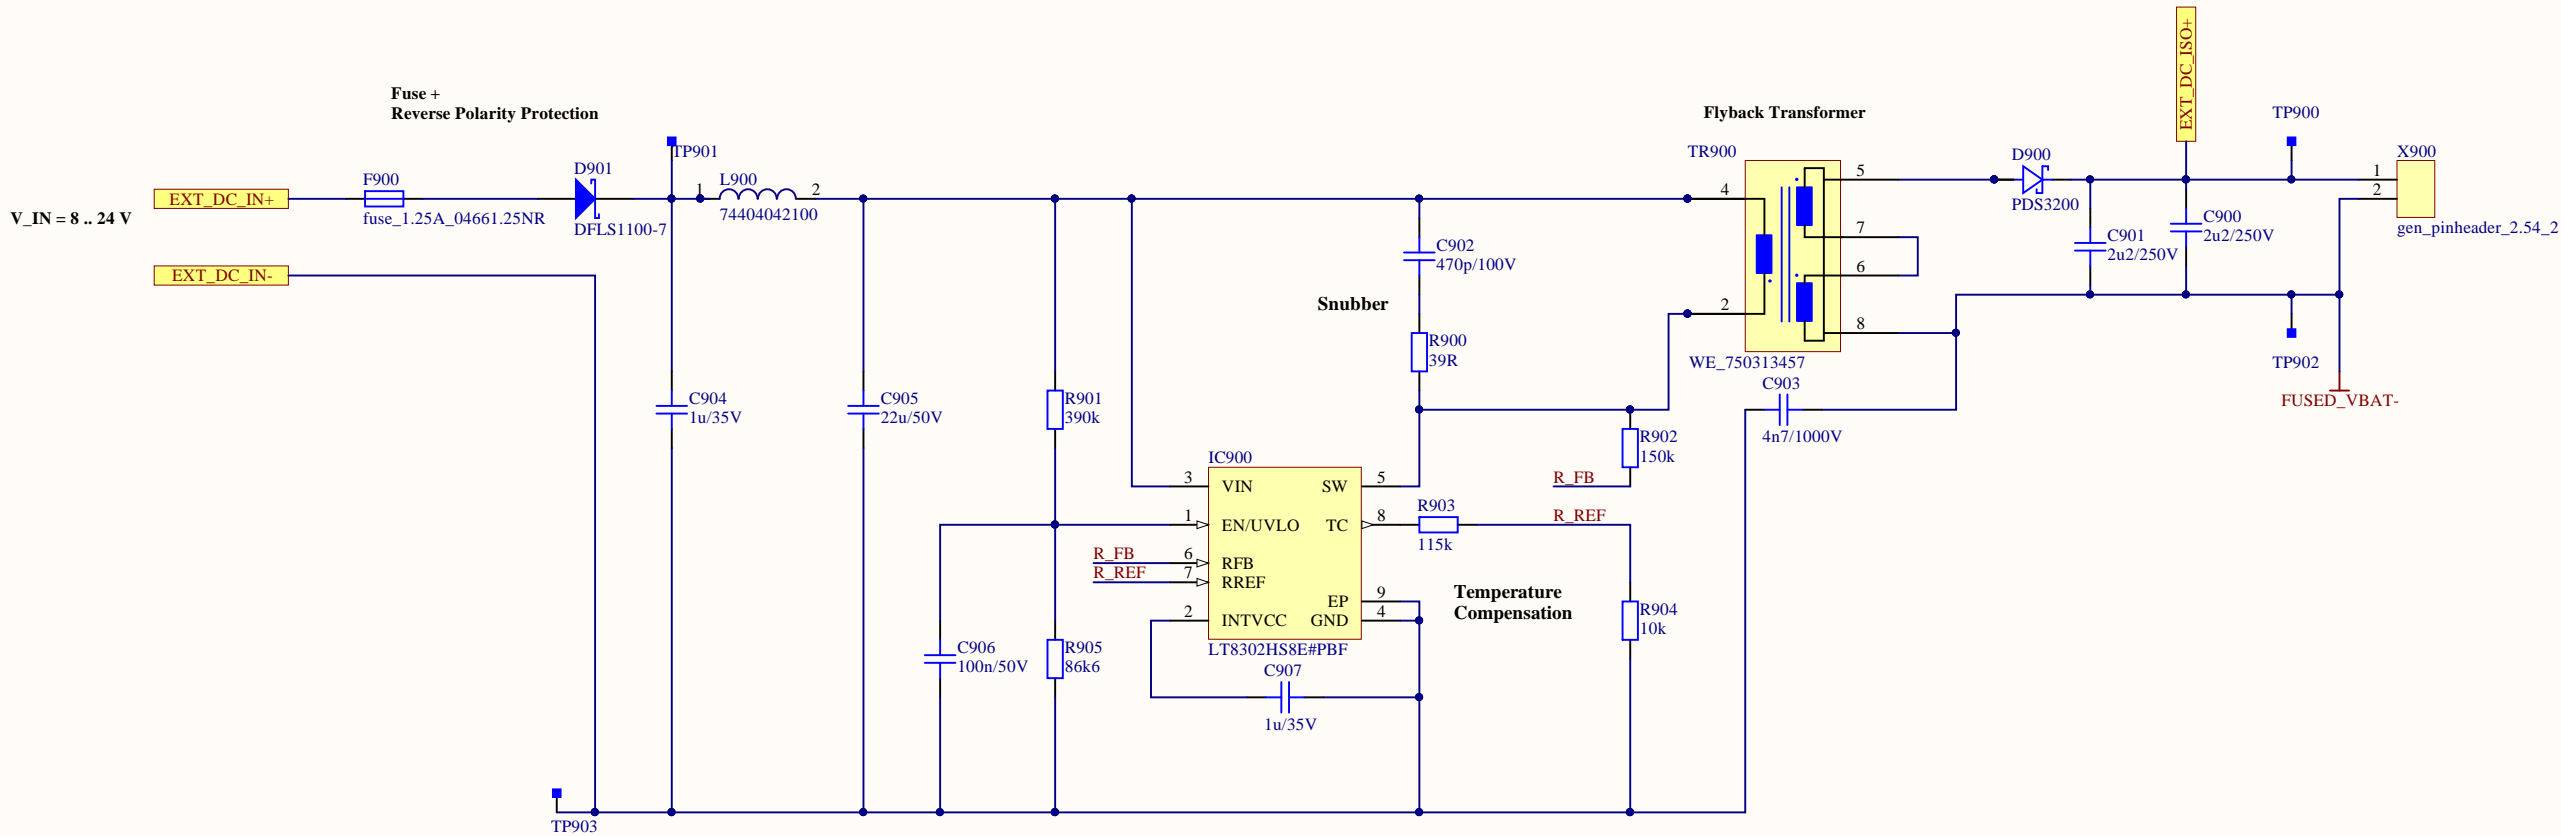 EXT_DC_ISO+
Fuse +
Reverse Polarity Protection
Flyback Transformer
TP900
TP901
TR900
D900
X900
F900
D901
L900
1
2
4
5
1
2
EXT_DC_IN+
V_IN = 8 .. 24 V
fuse_1.25A_04661.25NR
DFLS1100-7
74404042100
PDS3200
C900
2u2/250V
gen_pinheader_2.54_2
7
C901
2u2/250V
C902
470p/100V
6
EXT_DC_IN-
Snubber
2
8
R900
39R
WE_750313457
TP902
C903
4n7/1000V
FUSED_VBAT-
C904
1u/35V
C905
22u/50V
R901
390k
R902
150k
R_FB
IC900
3
VIN
SW
5
1
EN/UVLO
TC
8
R903
115k
R_REF
R_FB
6
RFB
R_REF
7
RREF
EP
9
2
INTVCC
GND
4
LT8302HS8E#PBF
Temperature
Compensation
R904
10k
C906
100n/50V
R905
86k6
C907
1u/35V
TP903